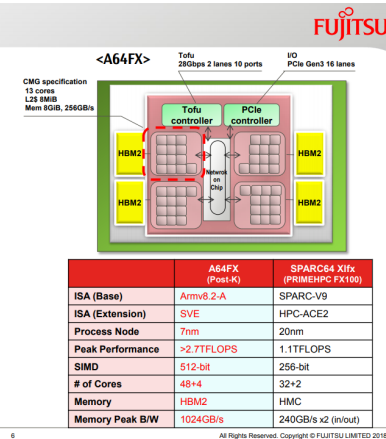 FUJITSU
<A64FX>
Tofu
28Gbps 2 lanes 10 ports
I/O
PCIe Gen3 16 lanes
CMG specification
13 cores
L2$ 8MiB
Mem 8GiB, 256GB/s
Tofu
controller
PCIe
controller
HBM2
HBM2
Network
on
Chip
HBM2
HBM2
A64FX
(Post-K)
SPARC64 XIfx
(PRIMEHPC FX100)
ISA (Base) Armv8.2-A SPARC-V9
ISA (Extension) SVE HPC-ACE2
Process Node 7nm 20nm
Peak Performance >2.7TFLOPS 1.1TFLOPS
SIMD 512-bit 256-bit
# of Cores 48+4 32+2
Memory HBM2 HMC
Memory Peak B/W 1024GB/s 240GB/s x2 (in/out)
6 All Rights Reserved. Copyright © FUJITSU LIMITED 2018